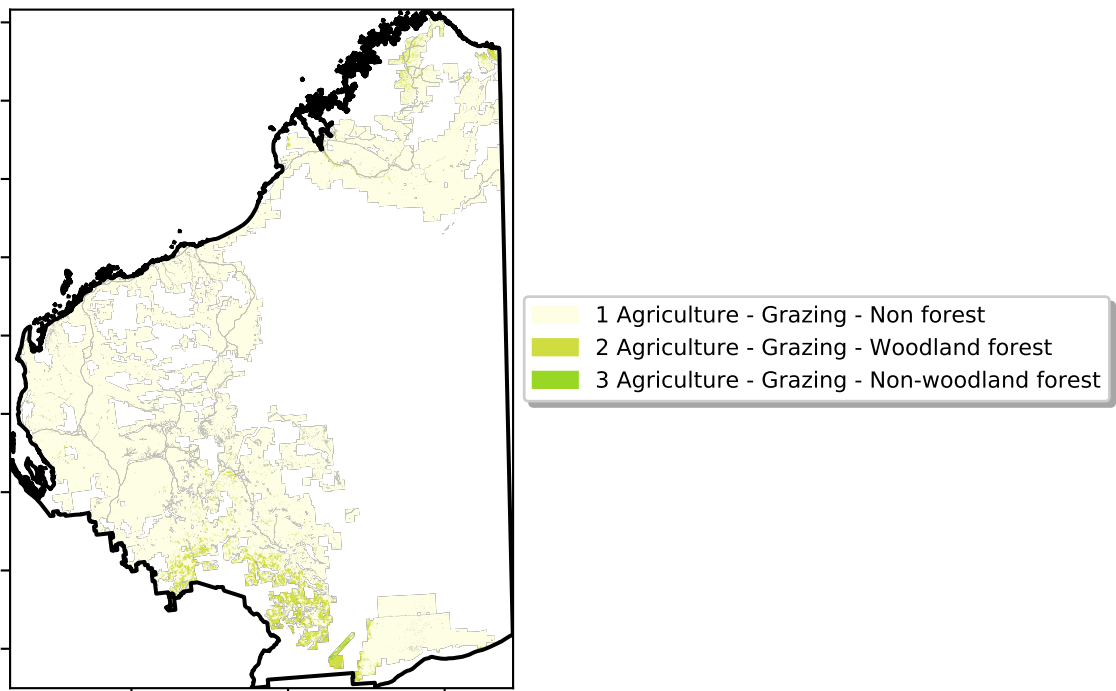 1 Agriculture - Grazing - Non forest
2 Agriculture - Grazing - Woodland forest
3 Agriculture - Grazing - Non-woodland forest